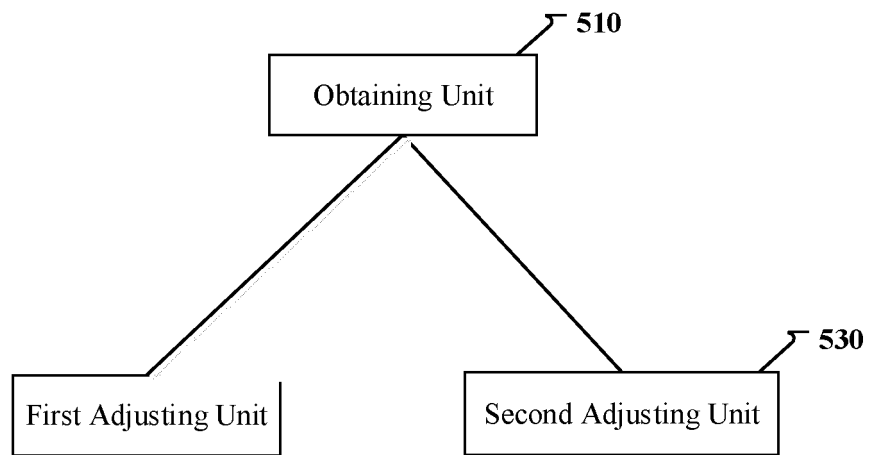 510
Obtaining Unit
530
First Adjusting Unit
Second Adjusting Unit